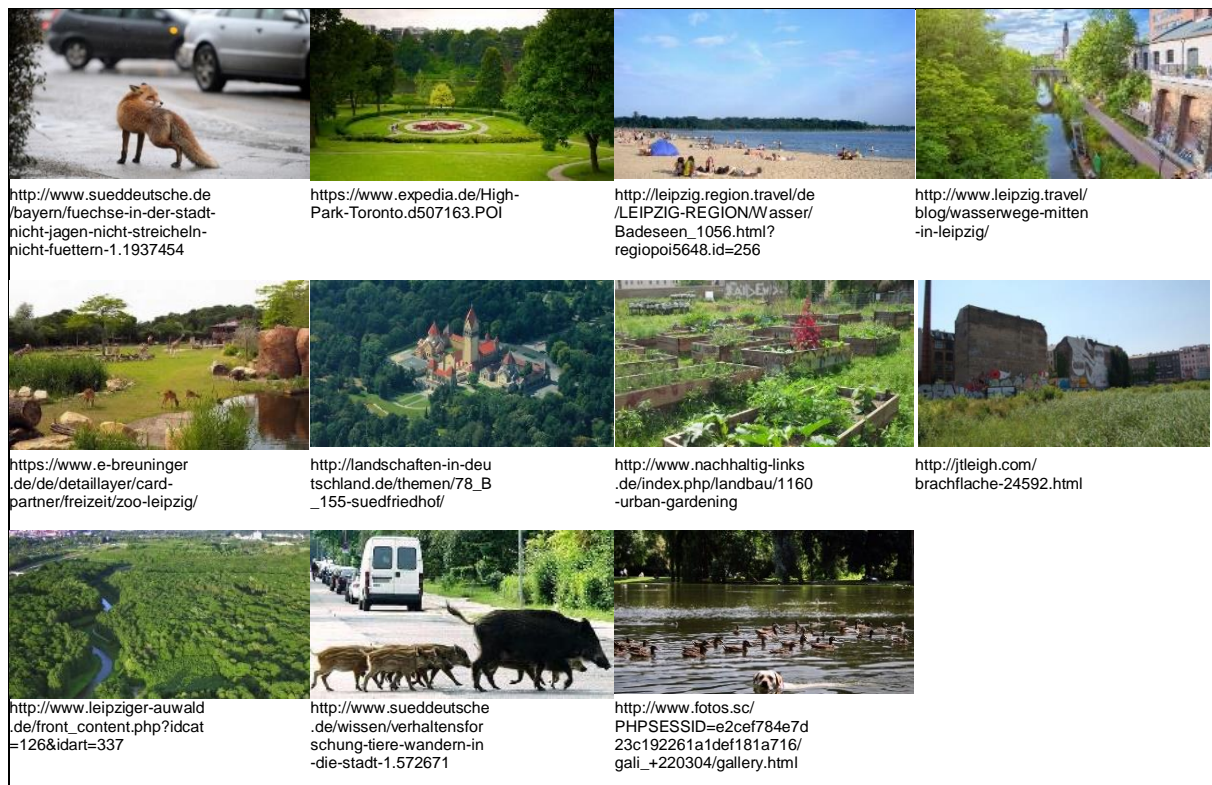 http://www.sueddeutsche.de
/bayern/fuechse-in-der-stadt-
nicht-jagen-nicht-streicheln-
nicht-fuettern-1.1937454
https://www.expedia.de/High-
Park-Toronto.d507163.POI
http://leipzig.region.travel/de
/LEIPZIG-REGION/Wasser/
Badeseen_1056.html?
regiopoi5648.id=256
http://www.leipzig.travel/
blog/wasserwege-mitten
-in-leipzig/
https://www.e-breuninger
.de/de/detaillayer/card-
partner/freizeit/zoo-leipzig/
http://landschaften-in-deu
tschland.de/themen/78_B
_155-suedfriedhof/
http://www.nachhaltig-links
.de/index.php/landbau/1160
-urban-gardening
http://jtleigh.com/
brachflache-24592.html
http://www.leipziger-auwald
.de/front_content.php?idcat
=126&idart=337
http://www.sueddeutsche
.de/wissen/verhaltensfor
schung-tiere-wandern-in
-die-stadt-1.572671
http://www.fotos.sc/
PHPSESSID=e2cef784e7d
23c192261a1def181a716/
gali_+220304/gallery.html